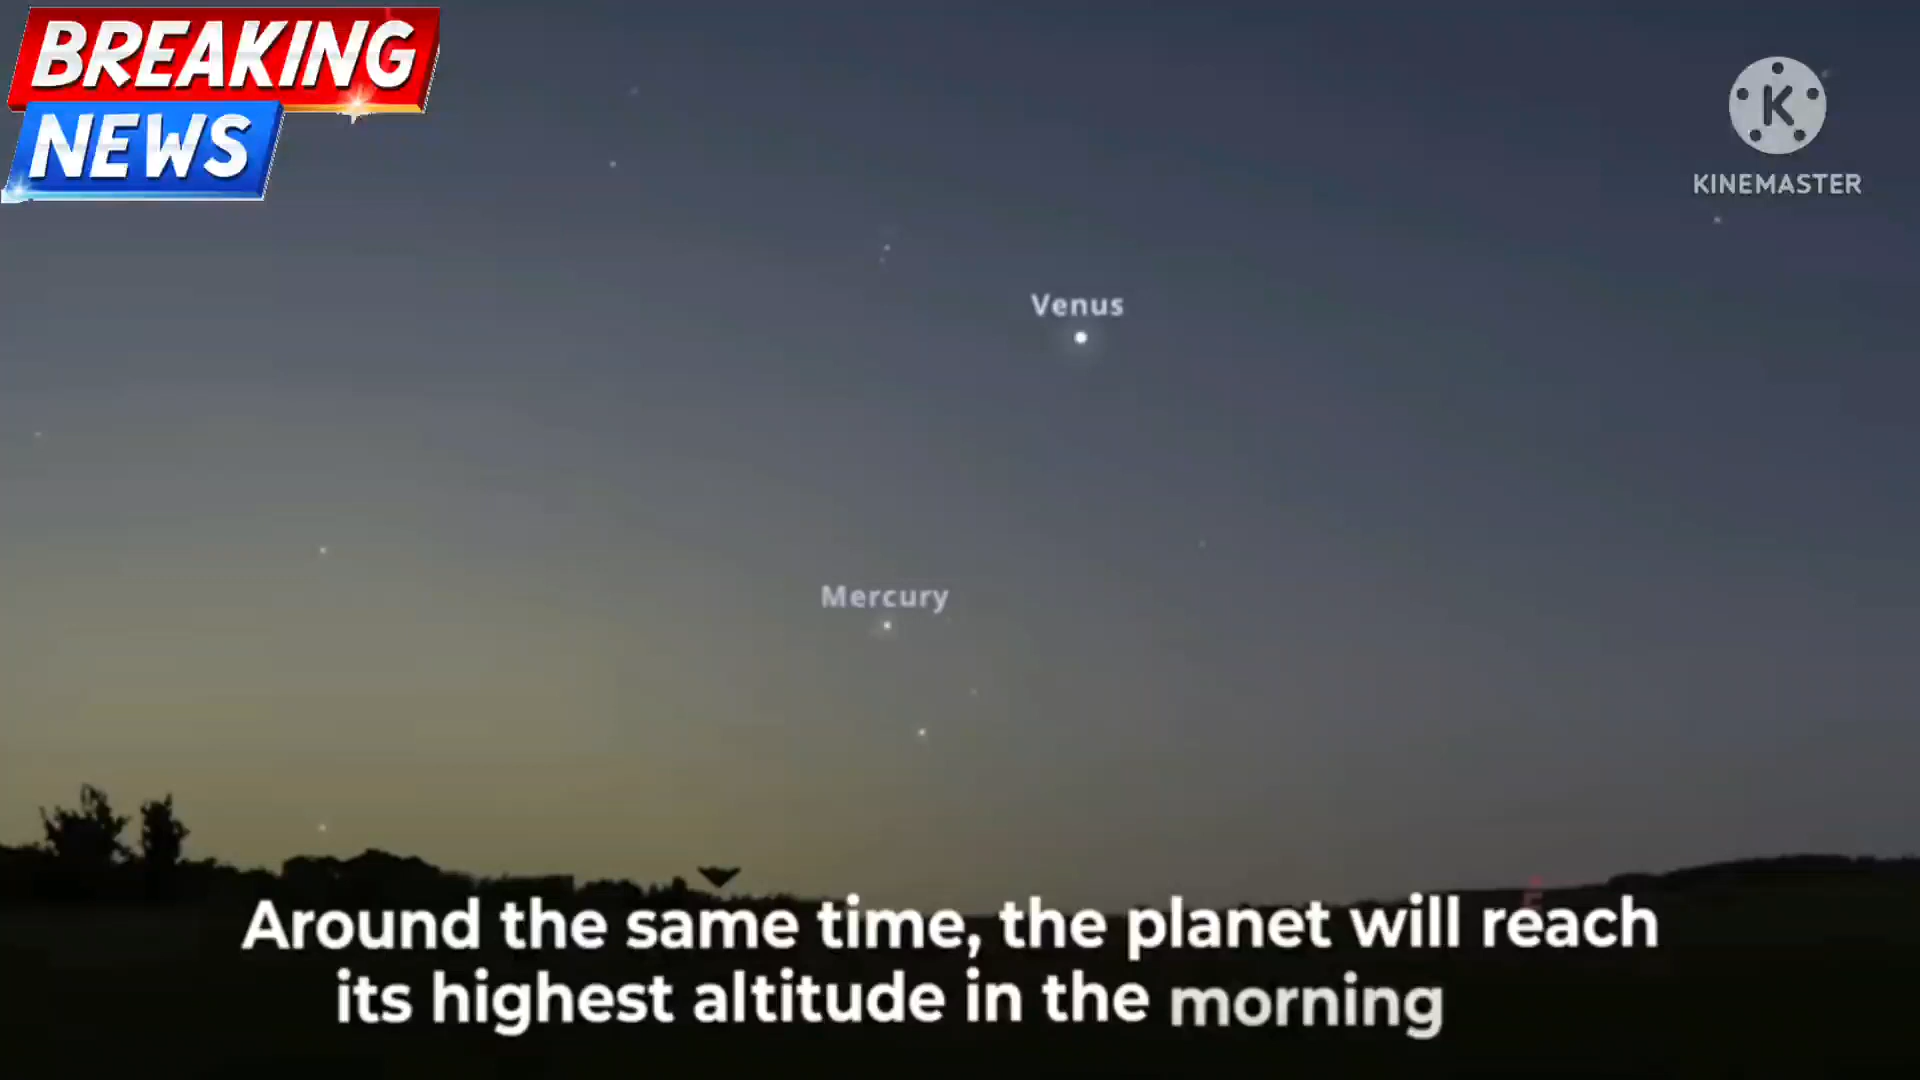 BREAKING
NEWS
K
KINEMASTER
Venus
Mercury
E
Around the same time, the planet will reach
its highest altitude in the morning